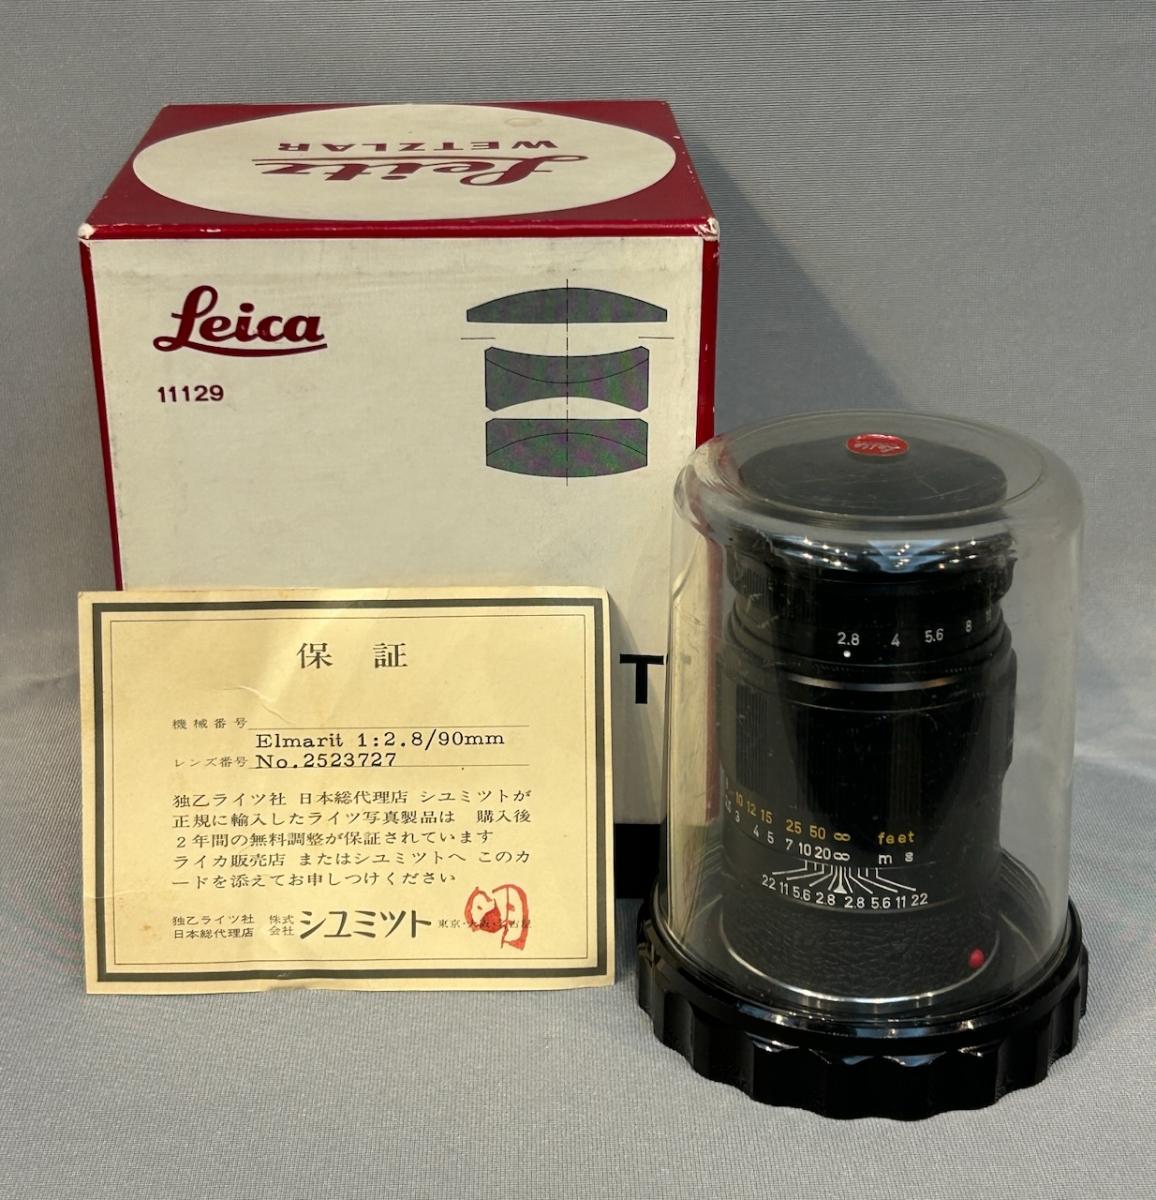 Leitz
WETZLAR
Leica
11129
T
保 証
機械番号
Elmarit 1:2.8/90mm
レンズ番号 No.2523727
独乙ライツ社 日本総代理店 シユミツトが
正規に輸入したライツ写真製品は 購入後
2年間の無料調整が保証されています
ライカ販売店 またはシユミツトへ このカ
ードを添えてお申しつけください
独乙ライツ社 日本総代理店 株式会社 シユミツト 東京・大阪・名古屋
Leitz
2.8 4 5.6 8
10 12 15 25 50 ∞ feet
3 4 5 7 10 20 ∞ m
22 11 5.6 2.8 2.8 5.6 11 22